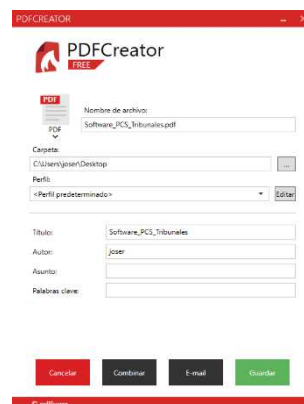 PDFCREATOR
PDFCreator
FREE
PDF
PDF
Nombre de archivo:
Software_PCS_Tribunales.pdf
Carpeta:
C:\Users\joser\Desktop
...
Perfil:
<Perfil predeterminado>
Editar
Título:
Software_PCS_Tribunales
Autor:
joser
Asunto:
Palabras clave:
Cancelar
Combinar
E-mail
Guardar